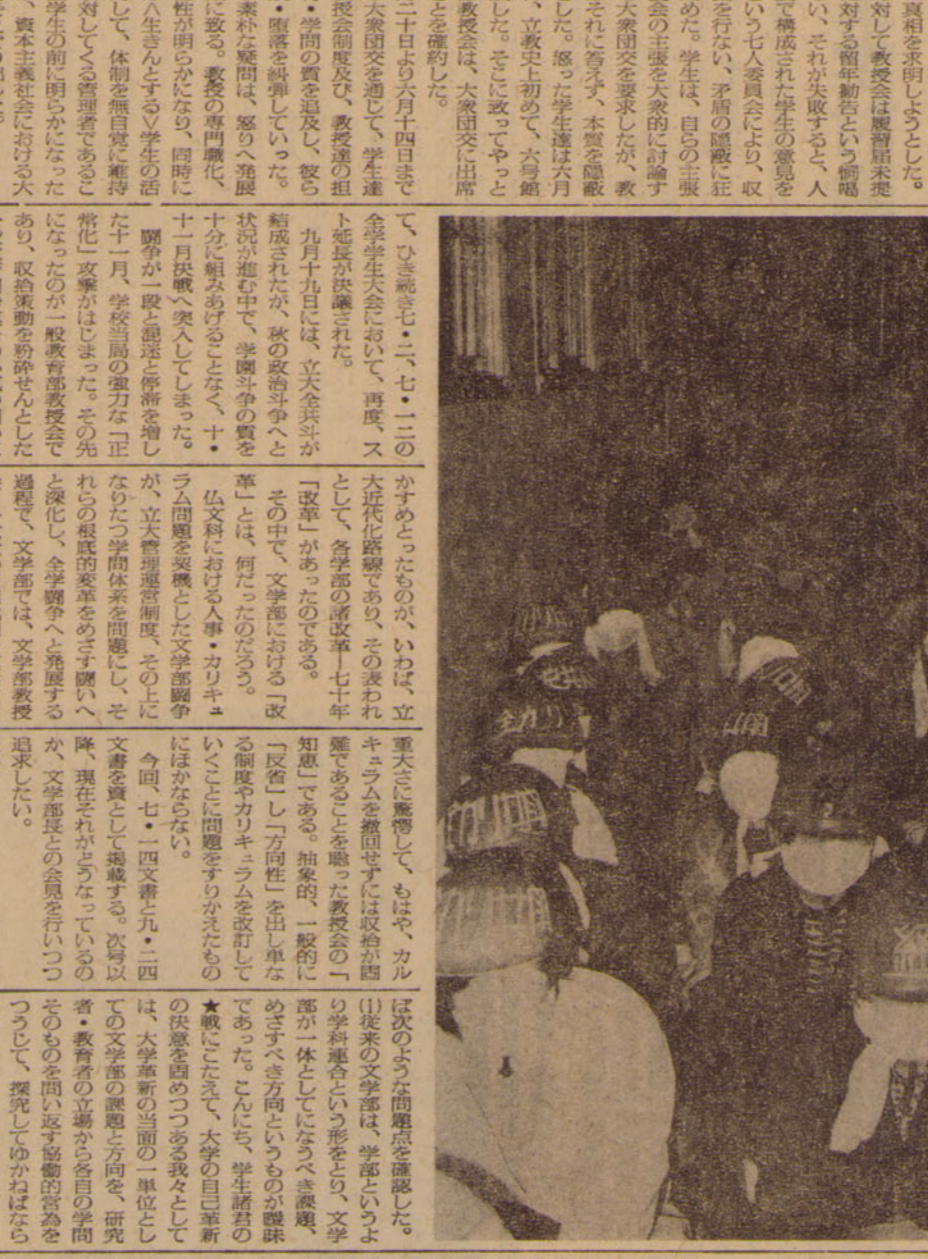 真相を求明しようとした。
対して教授会は履習届未提
対する留年勧告という恫喝
い、それが失敗すると、人
で構成された学生の意見を
いう七人委員会により、収
を行ない、矛盾の隠蔽に狂
めた。学生は、自らの主張
会の主張を大衆的に討論す
大衆団交を要求したが、教
それに答えず、本質を隠蔽
した。怒った学生達は六月
、立教史上初めて、六号館
した。そこに致ってやっと
教授会は、大衆団交に出席
とを確約した。
二十日より六月十四日まで
大衆団交を通じて、学生達
授会制度及び、教授達の担
・学問の質を追及し、彼ら
・堕落を糾弾していった。
素朴な疑問は、怒りへ発展
に致る。教授の専門職化、
性が明らかになり、同時に
∧生きんとする∨学生の活
して、体制を無自覚に維持
対してくる管理者であるこ
学生の前に明らかになった
、資本主義社会における大
て、ひき続き七・二、七・一二の
全学学生大会において、再度、ス
ト延長が決議された。
九月十九日には、立大全共斗が
結成されたが、秋の政治斗争へと
状況が進む中で、学園斗争の質を
十分に組みあげることなく、十・
十一月決戦へ突入してしまった。
闘争が一段と混迷と停滞を増し
た十一月、学校当局の強力な「正
常化」攻撃がはじまった。その先
になったのが一般教育部教授会で
あり、収拾策動を粉砕せんとした
かすめとったものが、いわば、立
大近代化路線であり、その表われ
として、各学部の諸改革―七十年
「改革」があったのである。
その中で、文学部における「改
革」とは、何だったのだろう。
仏文科における人事・カリキュ
ラム問題を契機とした文学部闘争
が、立大管理運営制度、その上に
なりたつ学問体系を問題にし、そ
れらの根底的変革をめざす闘いへ
と深化し、全学闘争へと発展する
過程で、文学部では、文学部教授
重大さに驚愕して、もはや、カル
キュラムを撤回せずには収拾が困
難であることを聡った教授会の「
知恵」である。抽象的、一般的に
「反省」し「方向性」を出し単な
る制度やカリキュラムを改訂して
いくことに問題をすりかえたもの
にほかならない。
今回、七・一四文書と九・二四
文書を資として掲載する。次号以
降、現在それがどうなっているの
か、文学部長との会見を行いつつ
追求したい。
ば次のような問題点を確認した。
(1)従来の文学部は、学部というよ
り学科連合という形をとり、文学
部が一体としてになうべき課題、
めざすべき方向というものが曖昧
であった。こんにち、学生諸君の
★戦にこたえて、大学の自己革新
の決意を固めつつある我々として
は、大学革新の当面の一単位とし
ての文学部の課題と方向を、研究
者・教育者の立場から各自の学問
そのものを問い返す協働的営為を
つうじて、探究してゆかねばなら